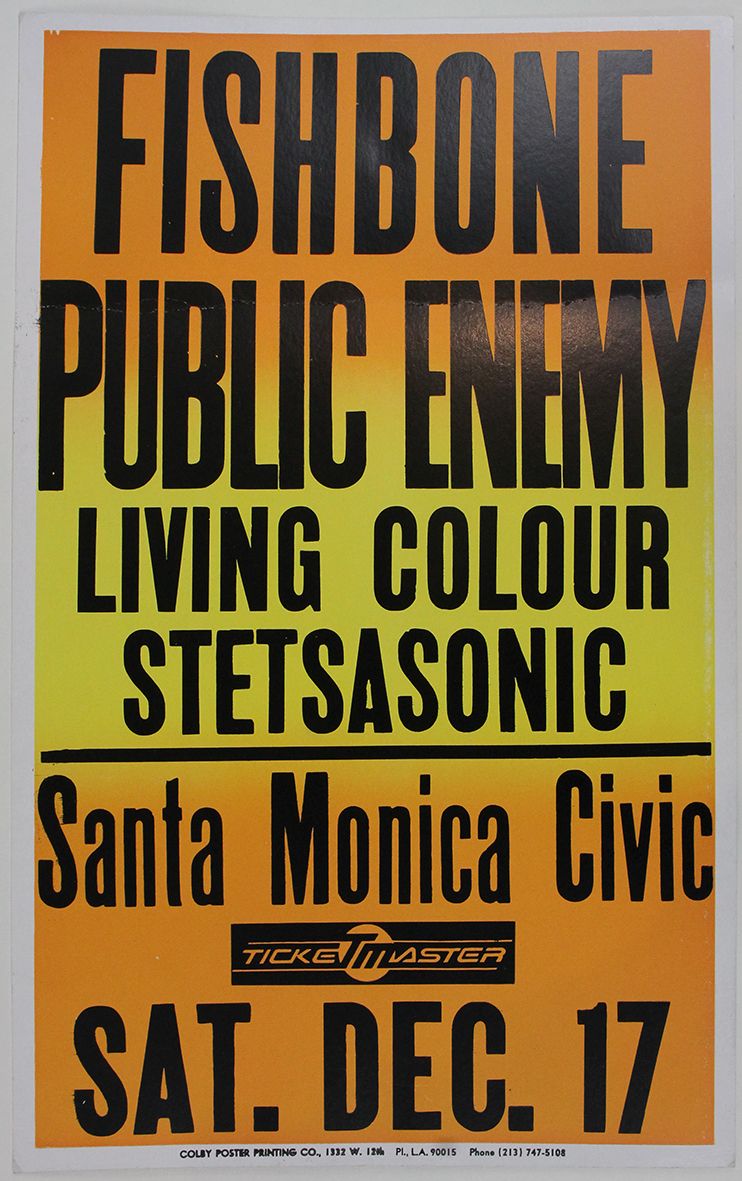 FISHBONE
PUBLIC ENEMY
LIVING COLOUR
STETSASONIC
Santa Monica Civic
TICKETMASTER
SAT. DEC. 17
COLBY POSTER PRINTING CO., 1332 W. 12th Pl., L.A. 90015 Phone (213) 747-5108